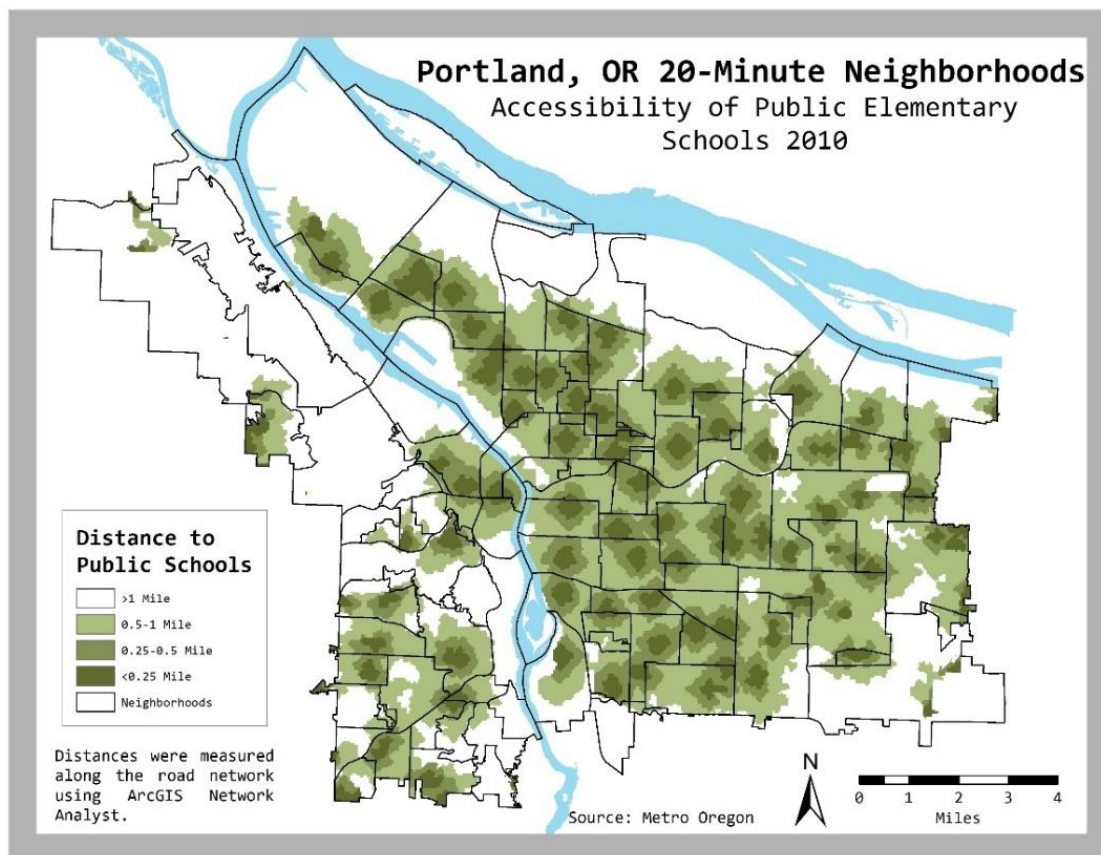 Portland, OR 20-Minute Neighborhoods
Accessibility of Public Elementary
Schools 2010
Distance to
Public Schools
>1 Mile
0.5-1 Mile
0.25-0.5 Mile
<0.25 Mile
Neighborhoods
Distances were measured
along the road network
using ArcGIS Network
Analyst.
Source: Metro Oregon
N
0 1 2 3 4
Miles